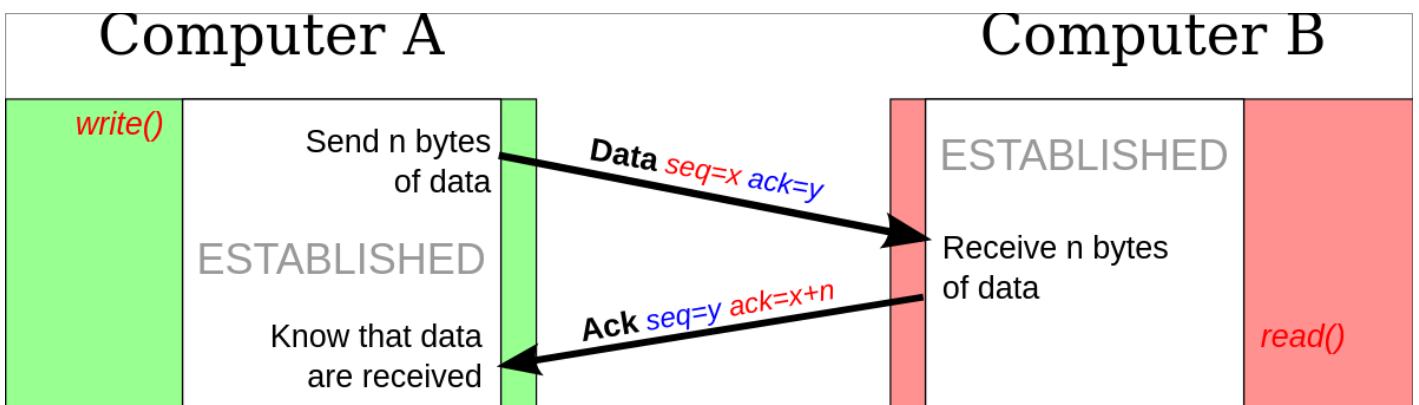 Computer A
Computer B
write()
Send n bytes
of data
ESTABLISHED
Know that data
are received
Data seq=x ack=y
Ack seq=y ack=x+n
ESTABLISHED
Receive n bytes
of data
read()